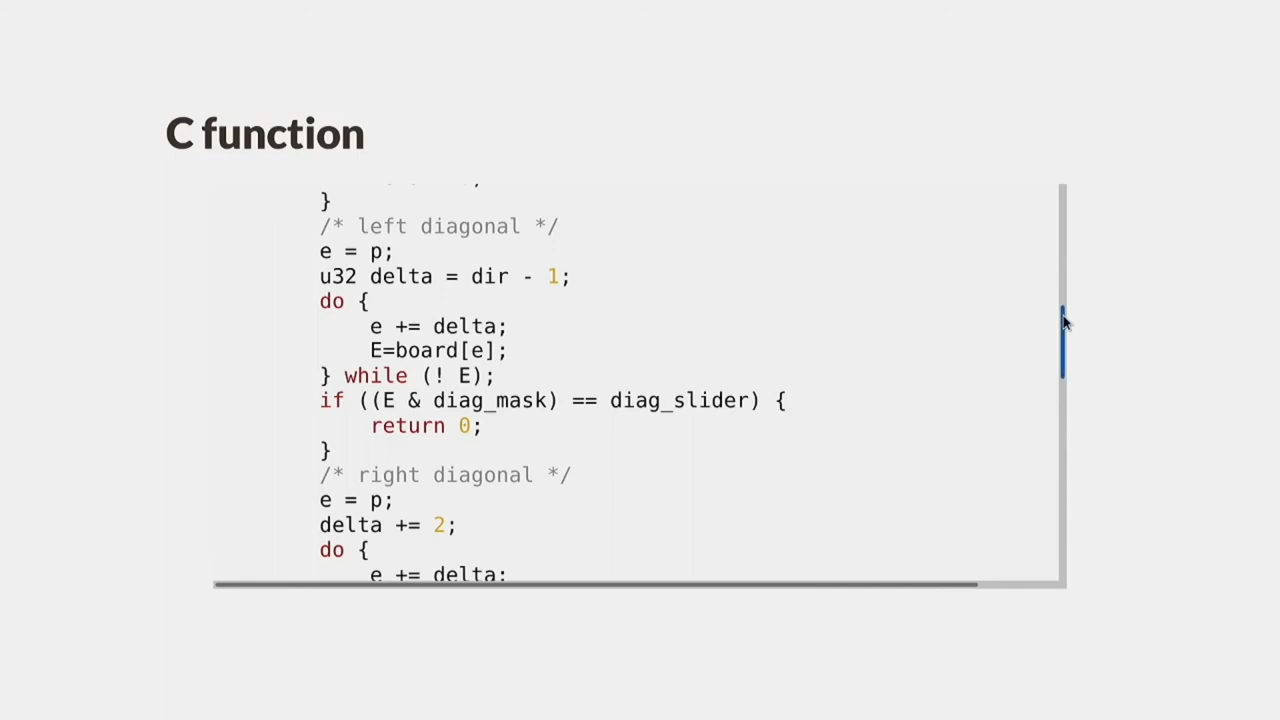 C function
}
/* left diagonal */
e = p;
u32 delta = dir - 1;
do {
e += delta;
E=board[e];
} while (! E);
if ((E & diag_mask) == diag_slider) {
return 0;
}
/* right diagonal */
e = p;
delta += 2;
do {
e += delta;